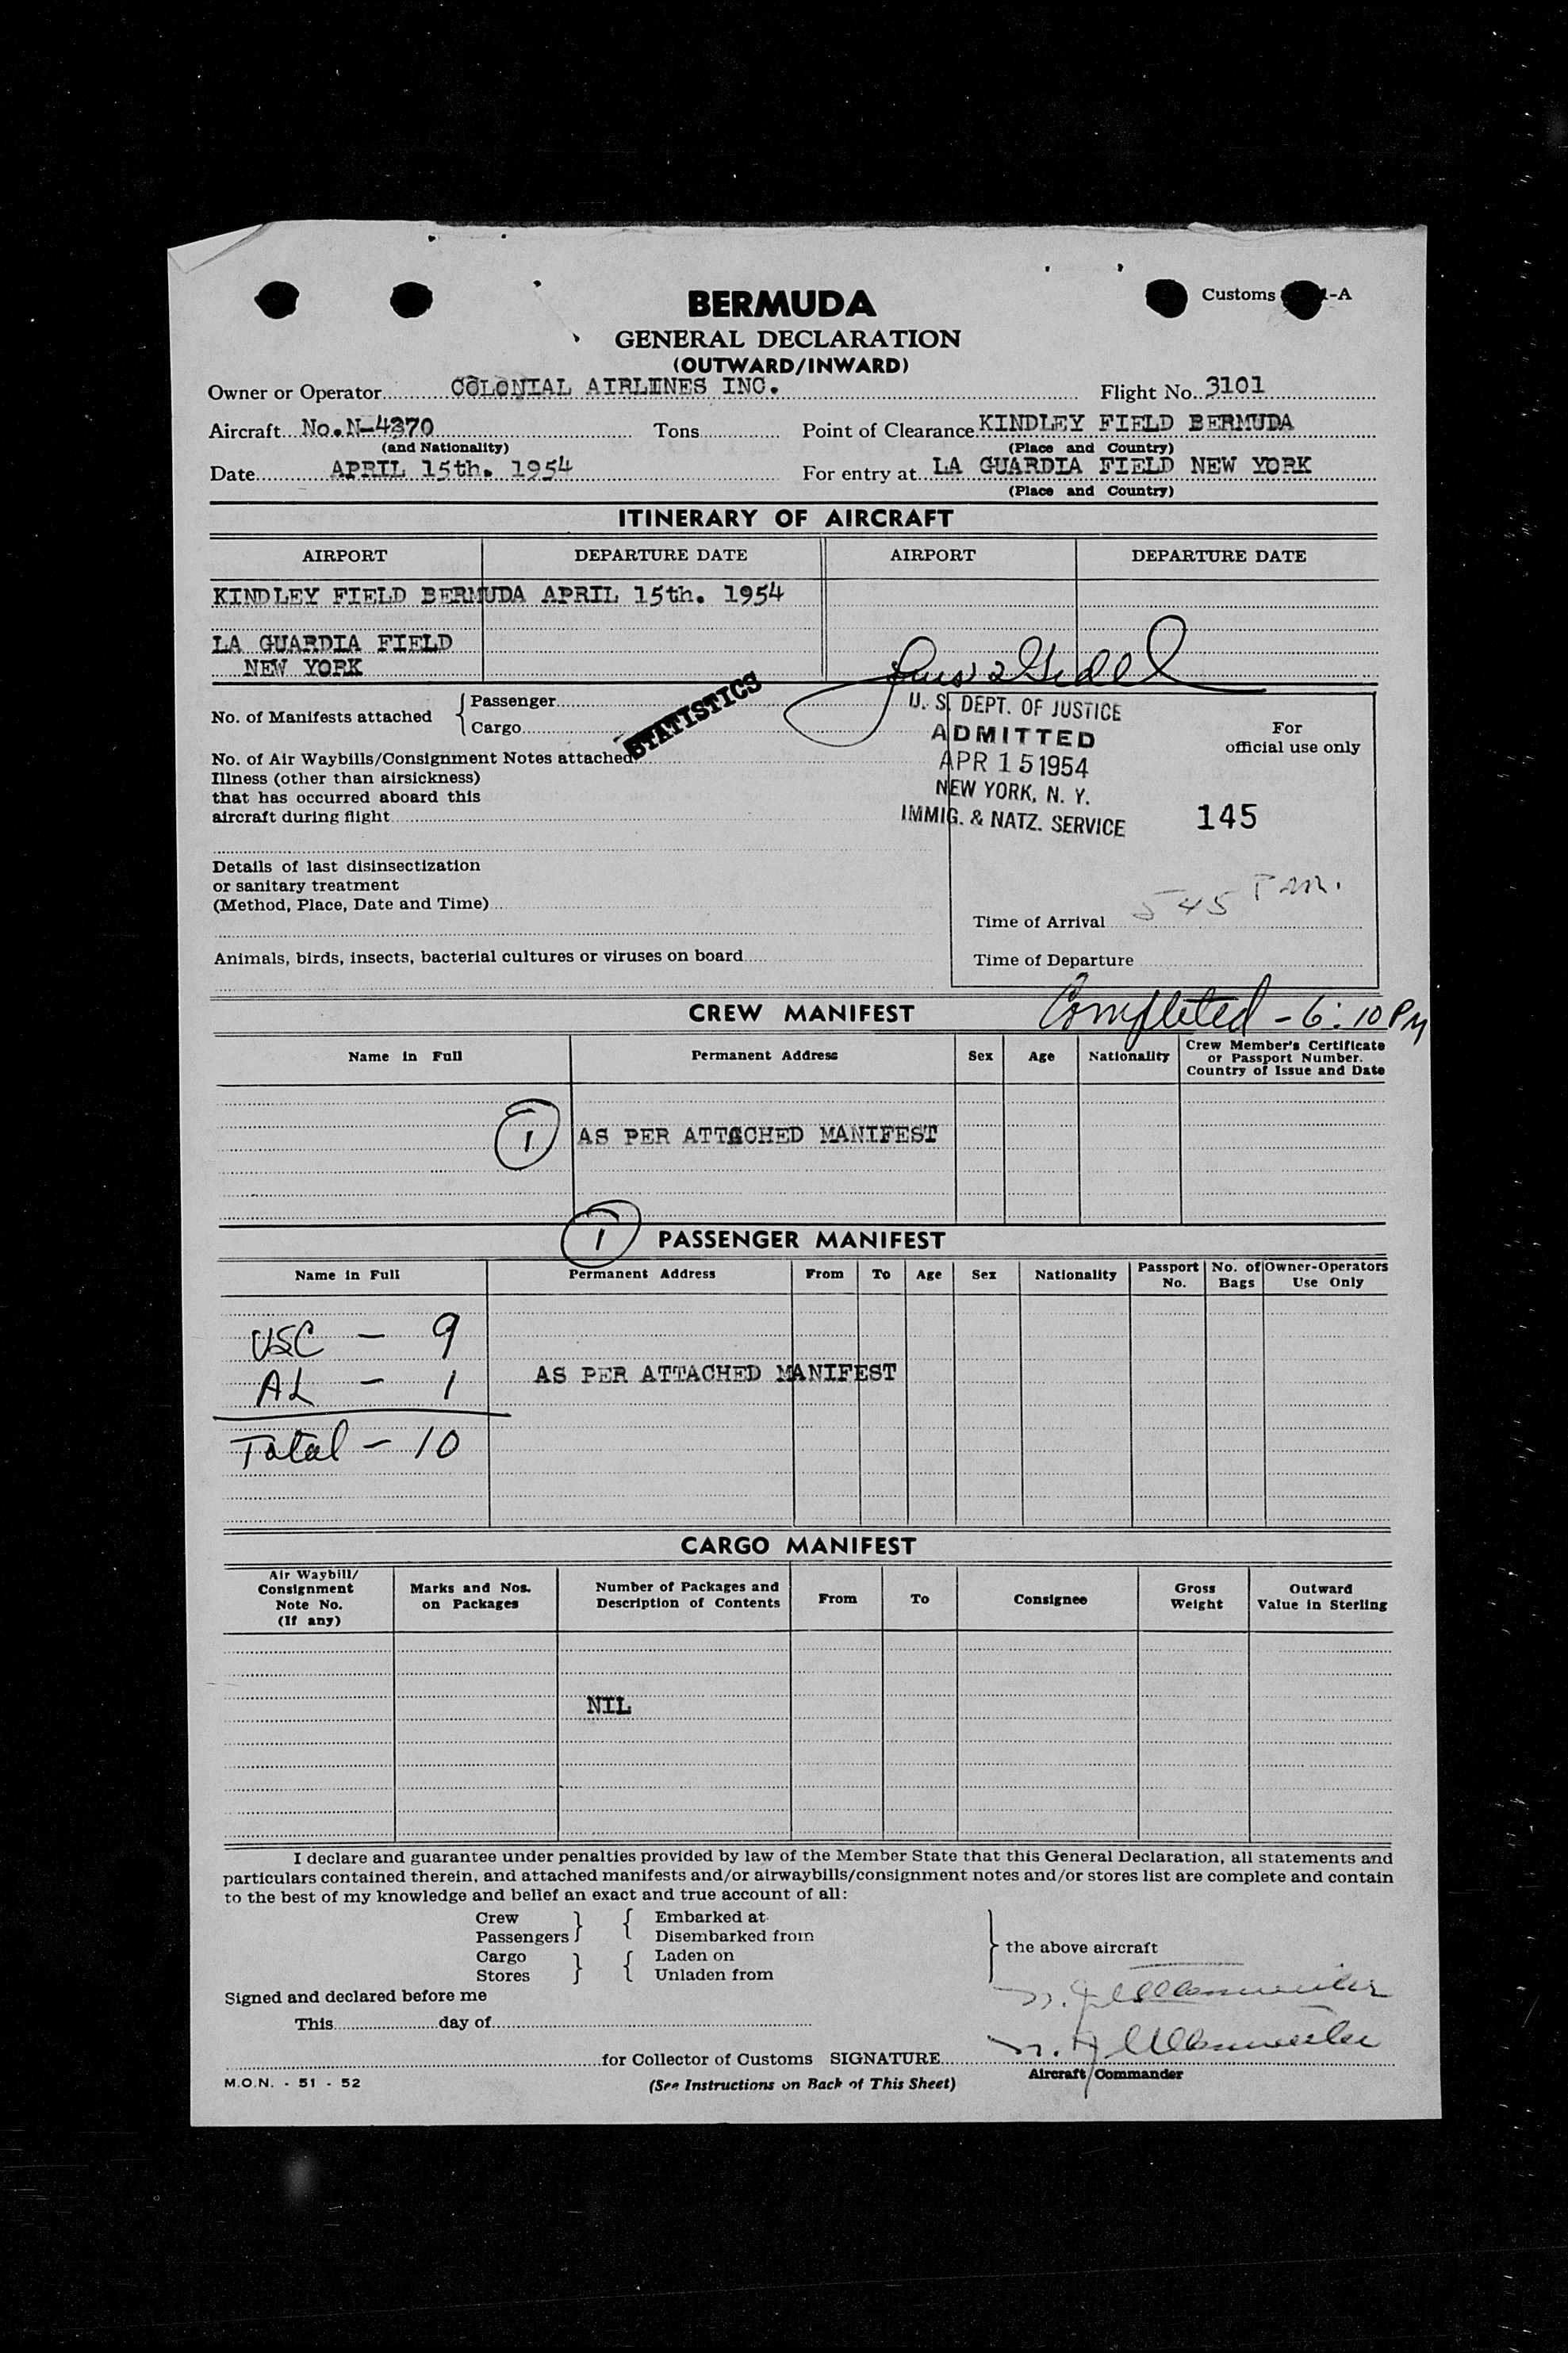 Customs -A
BERMUDA
GENERAL DECLARATION
(OUTWARD/INWARD)
Owner or Operator COLONIAL AIRLINES INC. Flight No. 3101
Aircraft No. N-4370 Tons Point of Clearance KINDLEY FIELD BERMUDA
(and Nationality) (Place and Country)
Date APRIL 15th. 1954 For entry at LA GUARDIA FIELD NEW YORK
(Place and Country)
ITINERARY OF AIRCRAFT
AIRPORT DEPARTURE DATE AIRPORT DEPARTURE DATE
KINDLEY FIELD BERMUDA APRIL 15th. 1954
LA GUARDIA FIELD
NEW YORK
No. of Manifests attached
Passenger
Cargo
STATISTICS
No. of Air Waybills/Consignment Notes attached
Illness (other than airsickness)
that has occurred aboard this
aircraft during flight
Details of last disinsectization
or sanitary treatment
(Method, Place, Date and Time)
Animals, birds, insects, bacterial cultures or viruses on board
U. S. DEPT. OF JUSTICE
ADMITTED
APR 15 1954
NEW YORK, N. Y.
IMMIG. & NATZ. SERVICE
For
official use only
145
Time of Arrival 545 P.M.
Time of Departure
CREW MANIFEST Completed - 6:10 PM
Name in Full Permanent Address Sex Age Nationality Crew Member's Certificate
or Passport Number.
Country of Issue and Date
1 AS PER ATTACHED MANIFEST
1 PASSENGER MANIFEST
Name in Full Permanent Address From To Age Sex Nationality Passport No. No. of Bags Owner-Operators Use Only
USC - 9
AS PER ATTACHED MANIFEST
AL - 1
Total - 10
CARGO MANIFEST
Air Waybill/
Consignment
Note No.
(If any)
Marks and Nos.
on Packages
Number of Packages and
Description of Contents
From To Consignee
Gross
Weight
Outward
Value in Sterling
NIL
I declare and guarantee under penalties provided by law of the Member State that this General Declaration, all statements and
particulars contained therein, and attached manifests and/or airwaybills/consignment notes and/or stores list are complete and contain
to the best of my knowledge and belief an exact and true account of all:
Crew Embarked at
Passengers Disembarked from
Cargo Laden on
Stores Unladen from
the above aircraft
Signed and declared before me
This day of
for Collector of Customs SIGNATURE
Aircraft Commander
M.O.N. - 51 - 52 (See Instructions on Back of This Sheet)